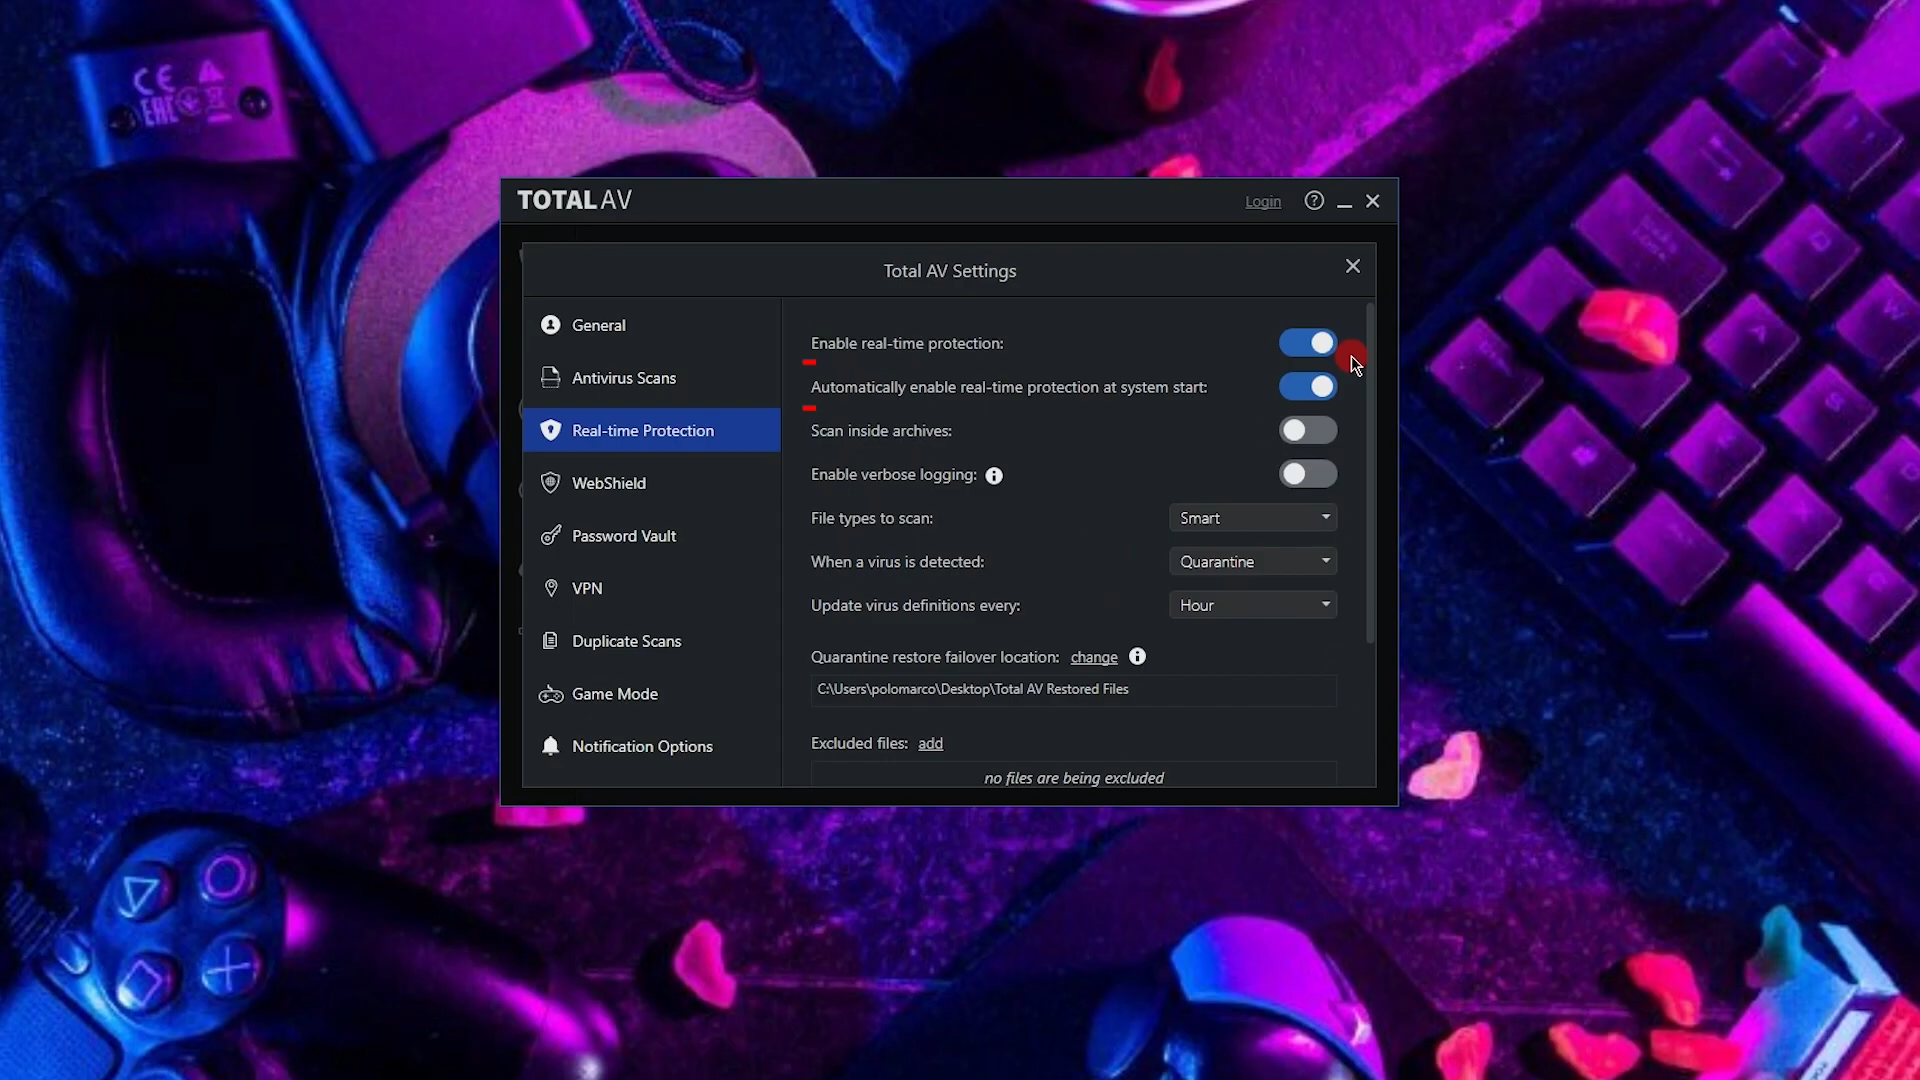 CE
EAC
TOTAL AV
Login
Total AV Settings
General
Antivirus Scans
Real-time Protection
WebShield
Password Vault
VPN
Duplicate Scans
Game Mode
Notification Options
Enable real-time protection:
Automatically enable real-time protection at system start:
Scan inside archives:
Enable verbose logging:
File types to scan:
Smart
When a virus is detected:
Quarantine
Update virus definitions every:
Hour
Quarantine restore failover location: change
C:\Users\polomarco\Desktop\Total AV Restored Files
Excluded files: add
no files are being excluded